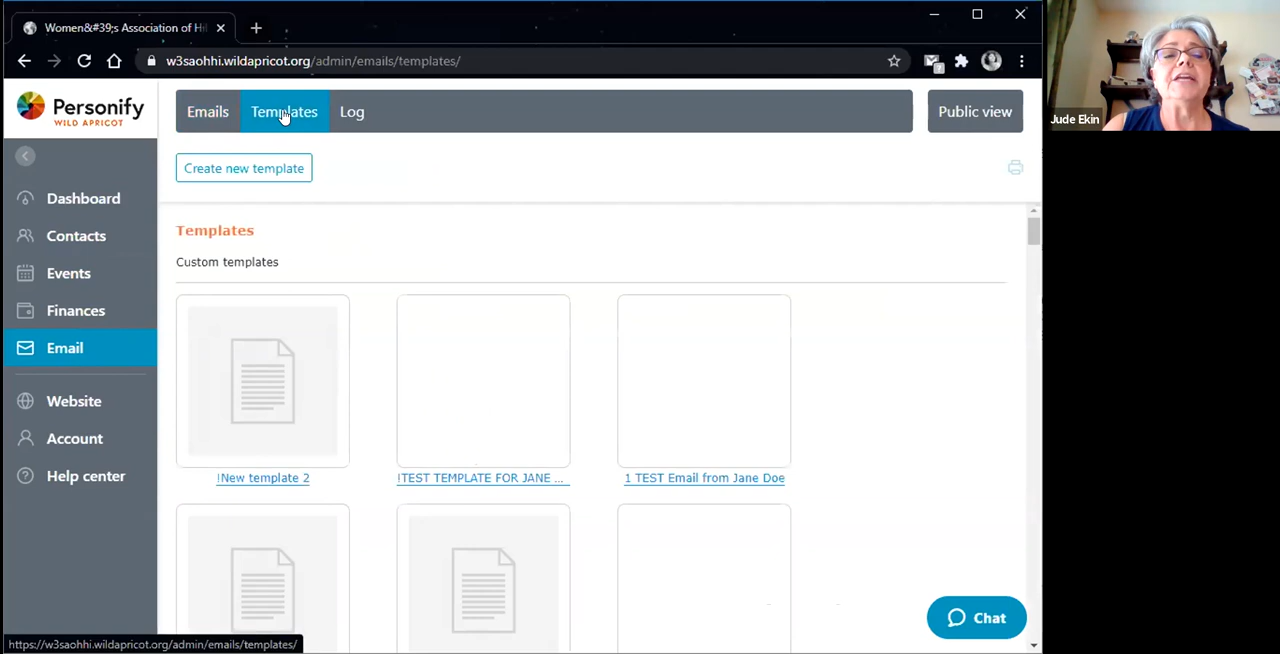 Women&#39;s Association of Hi
w3saohhi.wildapricot.org/admin/emails/templates/
Jude Ekin
Personify
WILD APRICOT
Emails
Templates
Log
Public view
Create new template
Dashboard
Contacts
Events
Finances
Email
Website
Account
Help center
Templates
Custom templates
!New template 2
!TEST TEMPLATE FOR JANE ...
1 TEST Email from Jane Doe
Chat
https://w3saohhi.wildapricot.org/admin/emails/templates/